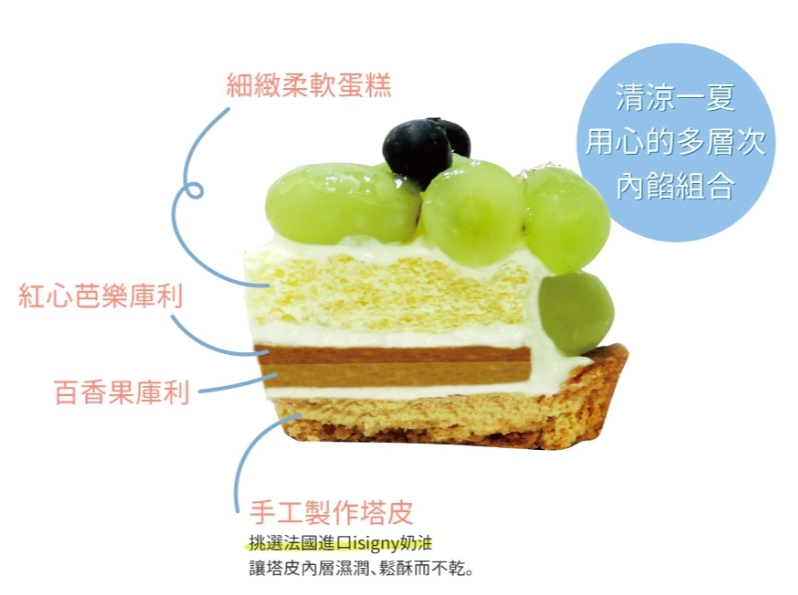 細緻柔軟蛋糕
清涼一夏
用心的多層次
內餡組合
紅心芭樂庫利
百香果庫利
手工製作塔皮
挑選法國進口isigny奶油
讓塔皮內層濕潤、鬆酥而不乾。